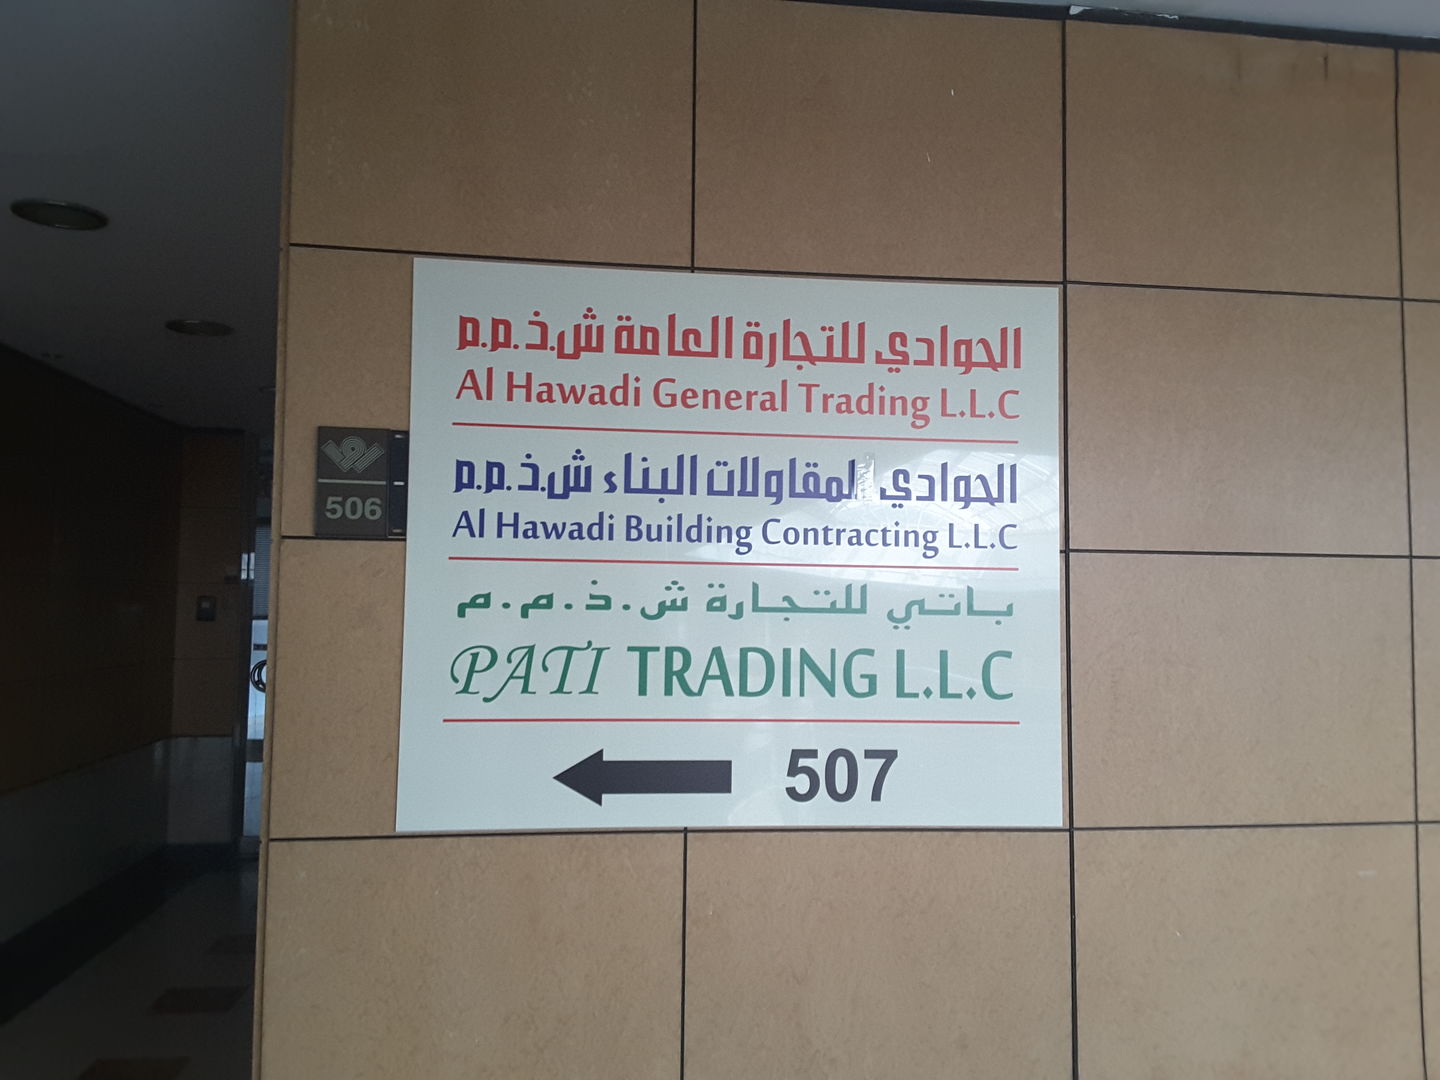 الحوادي للتجارة العامة ش.ذ.م.م
Al Hawadi General Trading L.L.C
الحوادي لمقاولات البناء ش.ذ.م.م
Al Hawadi Building Contracting L.L.C
باتي للتجارة ش.ذ.م.م
PATI TRADING L.L.C
507
506